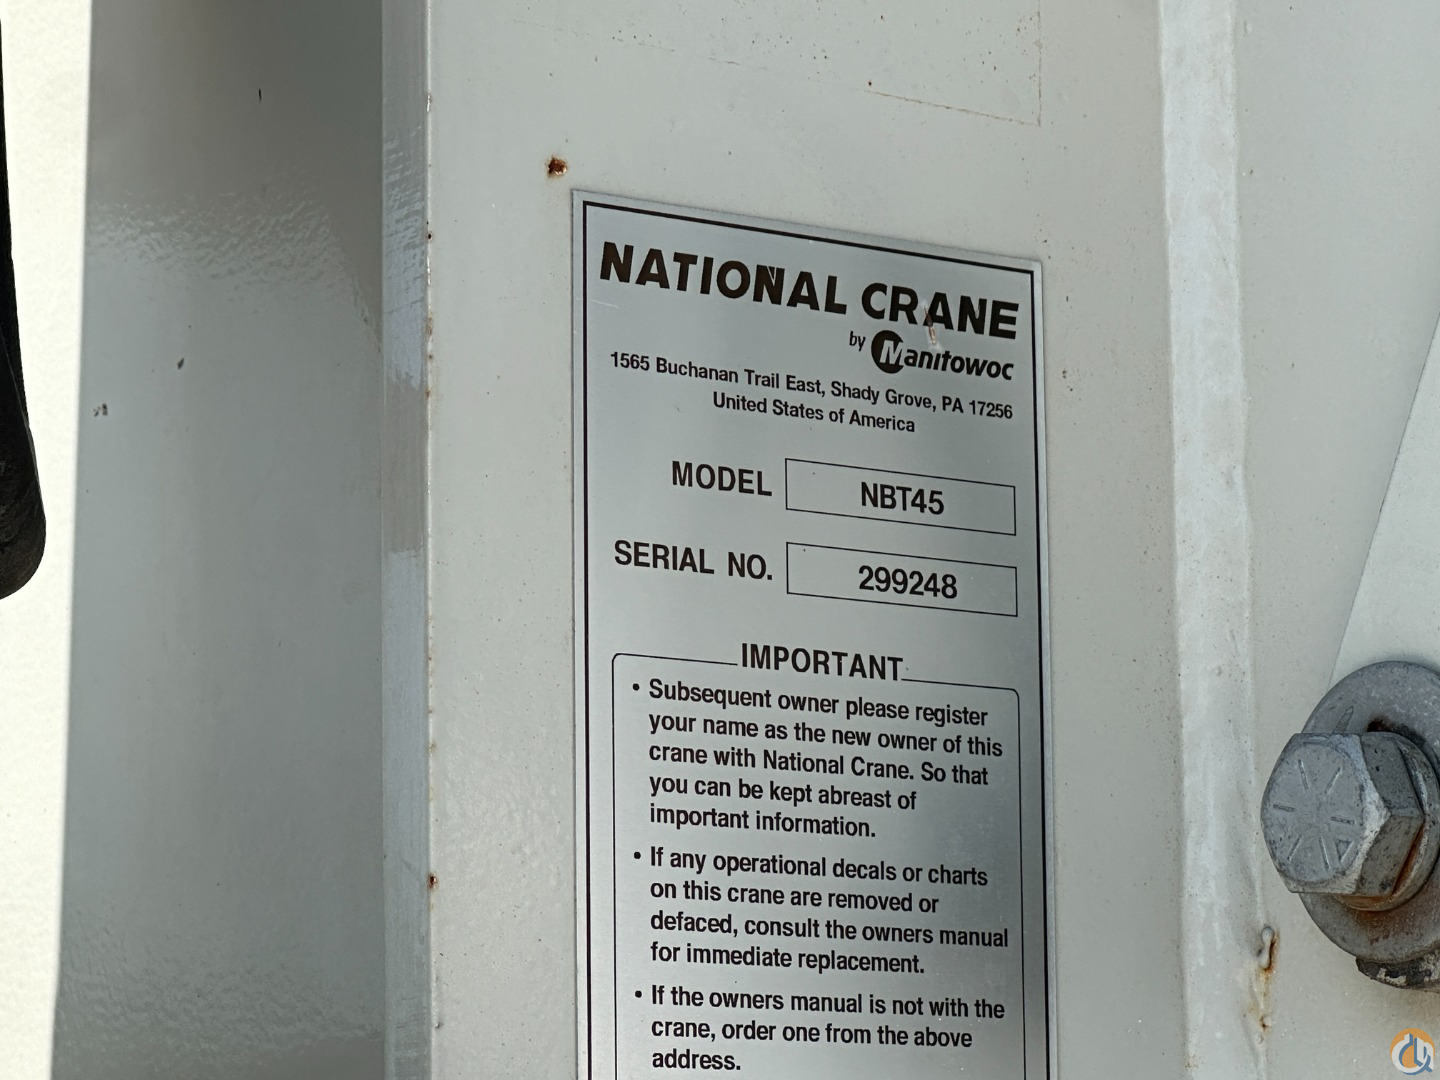 NATIONAL CRANE
by Manitowoc
1565 Buchanan Trail East, Shady Grove, PA 17256
United States of America
MODEL NBT45
SERIAL NO. 299248
IMPORTANT
• Subsequent owner please register
your name as the new owner of this
crane with National Crane. So that
you can be kept abreast of
important information.
• If any operational decals or charts
on this crane are removed or
defaced, consult the owners manual
for immediate replacement.
• If the owners manual is not with the
crane, order one from the above
address.